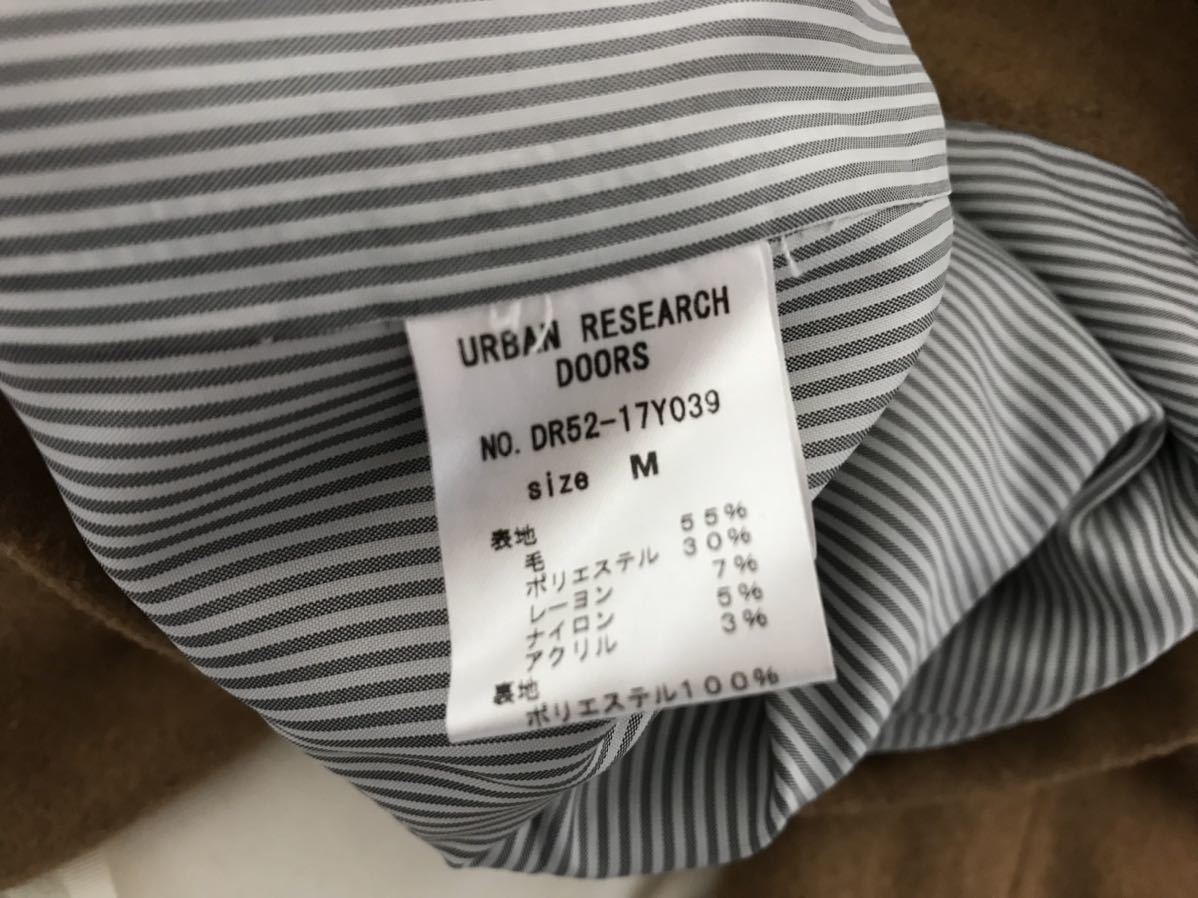 URBAN RESEARCH
DOORS
NO. DR52-17Y039
size M
表地
毛 55%
ポリエステル 30%
レーヨン 7%
ナイロン 5%
アクリル 3%
裏地
ポリエステル100%